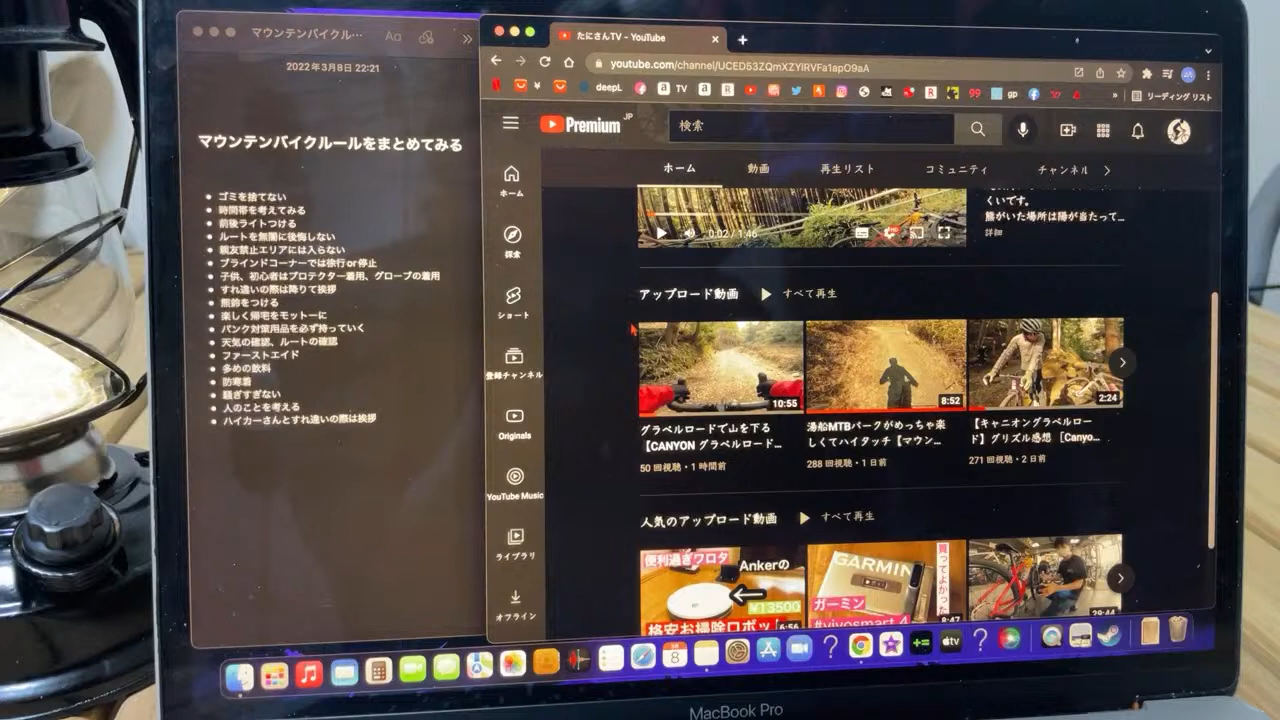 マウンテンバイクル…
Aa
2022年3月8日 22:21
マウンテンバイクルールをまとめてみる
ゴミを捨てない
時間帯を考えてみる
前後ライトつける
ルートを無闇に後悔しない
親友禁止エリアには入らない
ブラインドコーナーでは徐行or停止
子供、初心者はプロテクター着用、グローブの着用
すれ違いの際は降りて挨拶
熊鈴をつける
楽しく帰宅をモットーに
パンク対策用品を必ず持っていく
天気の確認、ルートの確認
ファーストエイド
多めの飲料
防寒着
騒ぎすぎない
人のことを考える
ハイカーさんとすれ違いの際は挨拶
たにさんTV - YouTube
youtube.com/channel/UCED53ZQmXZYlRVFa1apO9aA
deepL
TV
gp
リーディング リスト
Premium JP
検索
ホーム
探索
ショート
登録チャンネル
Originals
YouTube Music
ライブラリ
オフライン
ホーム 動画 再生リスト コミュニティ チャンネル
0:02 / 1:46
くいです。
熊がいた場所は陽が当たって...
詳細
アップロード動画 すべて再生
10:55
8:52
2:24
グラベルロードで山を下る
【CANYON グラベルロード...
50 回視聴・1 時間前
湯船MTBパークがめっちゃ楽
しくてハイタッチ【マウン...
288 回視聴・1 日前
【キャニオングラベルロー
ド】グリズル感想 [Canyo...
271 回視聴・2 日前
人気のアップロード動画 すべて再生
便利過ぎワロタ
Ankerの
¥13500
格安お掃除ロボッ
6:56
GARMIN
買ってよかった
ガーミン
#vivosmart 4
8:47
29:44
8
tv
MacBook Pro